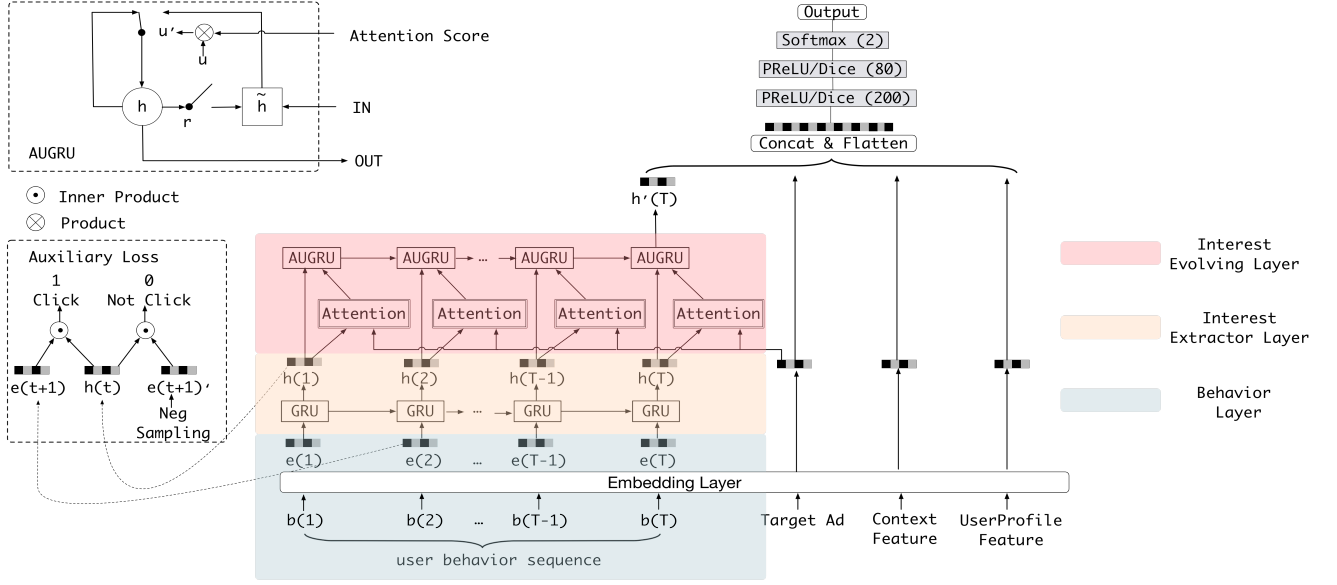 Output
Softmax (2)
PReLU/Dice (80)
PReLU/Dice (200)
Concat & Flatten
u′
u
Attention Score
h
r
h̃
IN
AUGRU
OUT
Inner Product
Product
h′(T)
Auxiliary Loss
1
0
Click
Not Click
e(t+1)
h(t)
e(t+1)′
Neg
Sampling
AUGRU
AUGRU
...
AUGRU
AUGRU
Attention
Attention
Attention
Attention
h(1)
h(2)
h(T-1)
h(T)
GRU
GRU
...
GRU
GRU
e(1)
e(2)
...
e(T-1)
e(T)
Embedding Layer
b(1)
b(2)
...
b(T-1)
b(T)
Target Ad
Context
Feature
UserProfile
Feature
user behavior sequence
Interest
Evolving Layer
Interest
Extractor Layer
Behavior
Layer